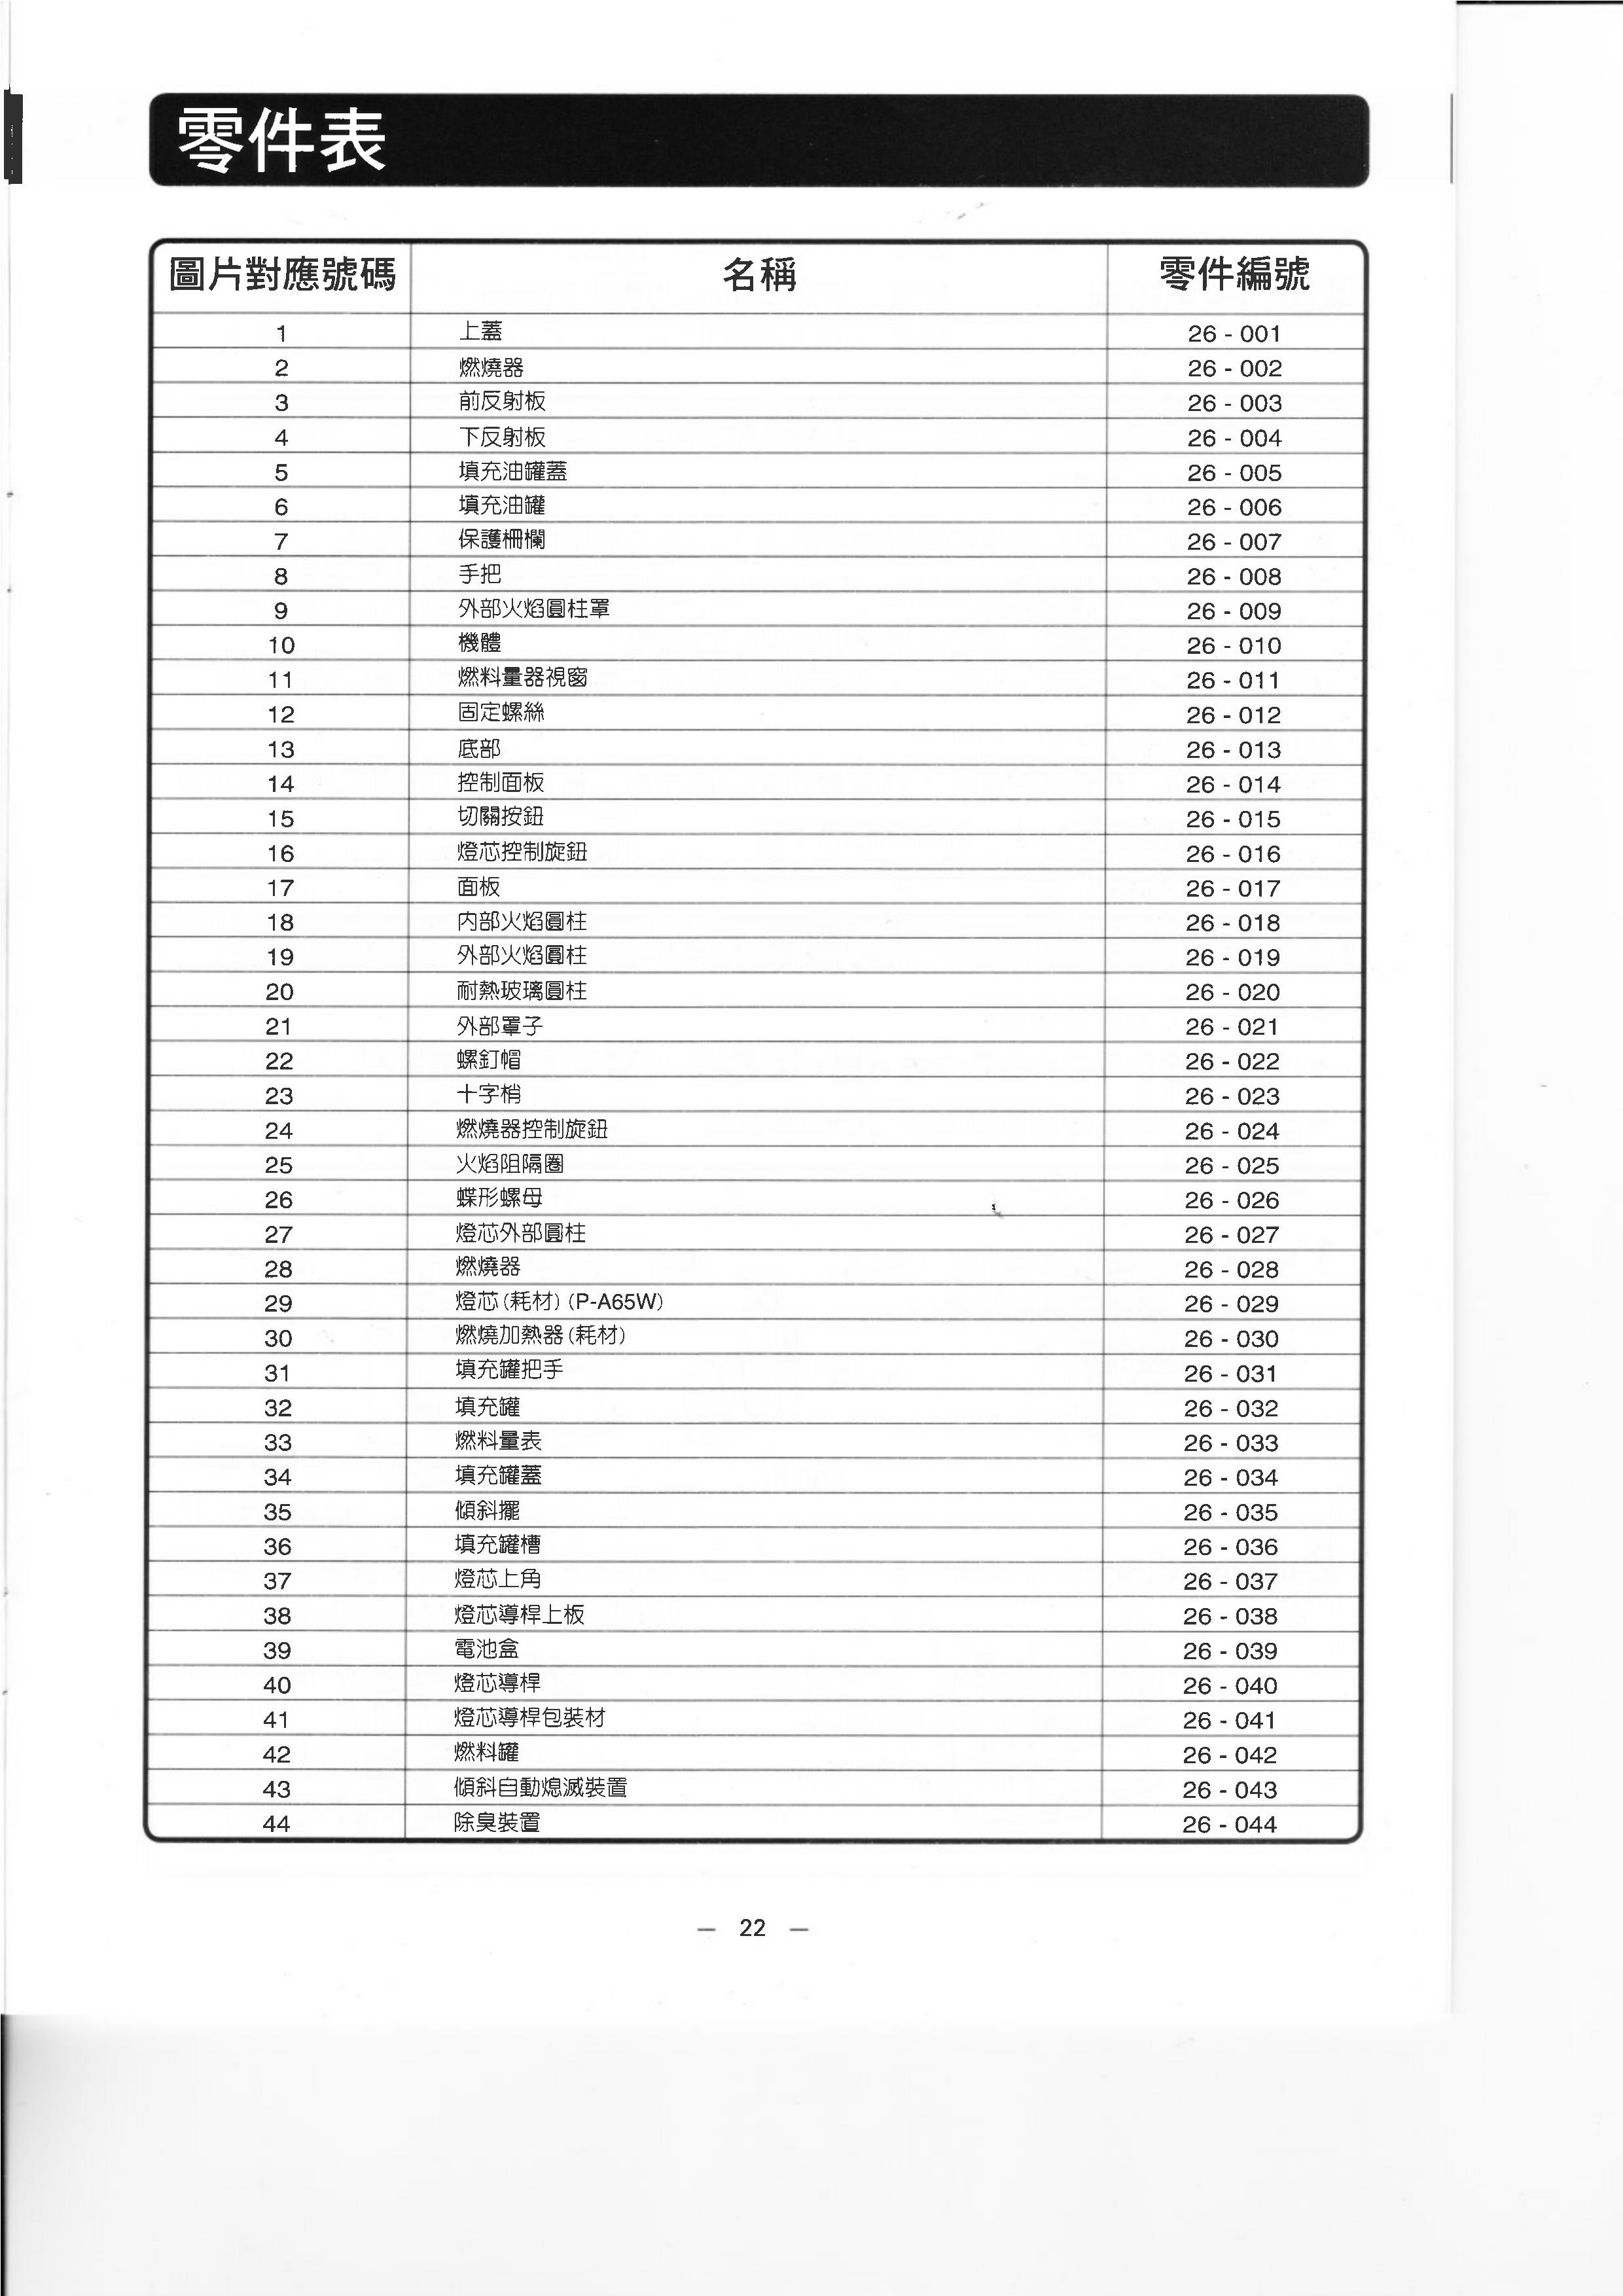 零件表
圖片對應號碼 名稱 零件編號
1 上蓋 26 - 001
2 燃燒器 26 - 002
3 前反射板 26 - 003
4 下反射板 26 - 004
5 填充油罐蓋 26 - 005
6 填充油罐 26 - 006
7 保護柵欄 26 - 007
8 手把 26 - 008
9 外部火焰圓柱罩 26 - 009
10 機體 26 - 010
11 燃料量器視窗 26 - 011
12 固定螺絲 26 - 012
13 底部 26 - 013
14 控制面板 26 - 014
15 切關按鈕 26 - 015
16 燈芯控制旋鈕 26 - 016
17 面板 26 - 017
18 內部火焰圓柱 26 - 018
19 外部火焰圓柱 26 - 019
20 耐熱玻璃圓柱 26 - 020
21 外部罩子 26 - 021
22 螺釘帽 26 - 022
23 十字梢 26 - 023
24 燃燒器控制旋鈕 26 - 024
25 火焰阻隔圈 26 - 025
26 蝶形螺母 26 - 026
27 燈芯外部圓柱 26 - 027
28 燃燒器 26 - 028
29 燈芯(耗材)(P-A65W) 26 - 029
30 燃燒加熱器(耗材) 26 - 030
31 填充罐把手 26 - 031
32 填充罐 26 - 032
33 燃料量表 26 - 033
34 填充罐蓋 26 - 034
35 傾斜擺 26 - 035
36 填充罐槽 26 - 036
37 燈芯上角 26 - 037
38 燈芯導桿上板 26 - 038
39 電池盒 26 - 039
40 燈芯導桿 26 - 040
41 燈芯導桿包裝材 26 - 041
42 燃料罐 26 - 042
43 傾斜自動熄滅裝置 26 - 043
44 除臭裝置 26 - 044
— 22 —